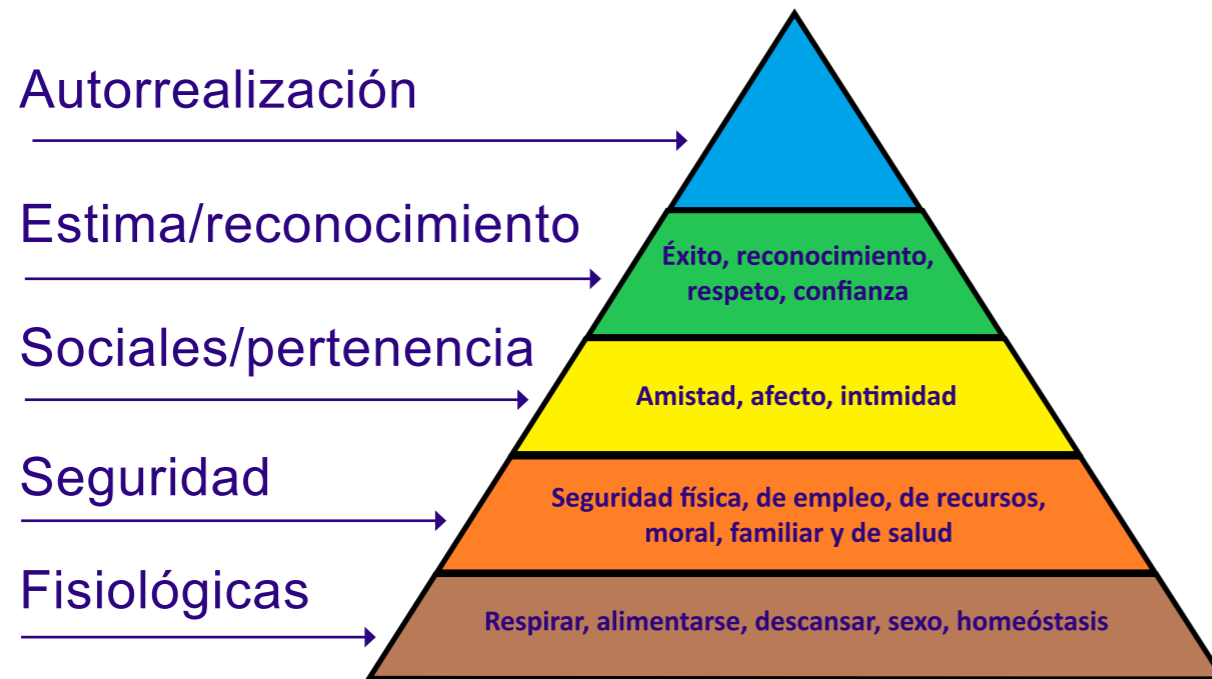 Autorrealización
Estima/reconocimiento
Éxito, reconocimiento,
respeto, confianza
Sociales/pertenencia
Amistad, afecto, intimidad
Seguridad
Seguridad física, de empleo, de recursos,
moral, familiar y de salud
Fisiológicas
Respirar, alimentarse, descansar, sexo, homeóstasis